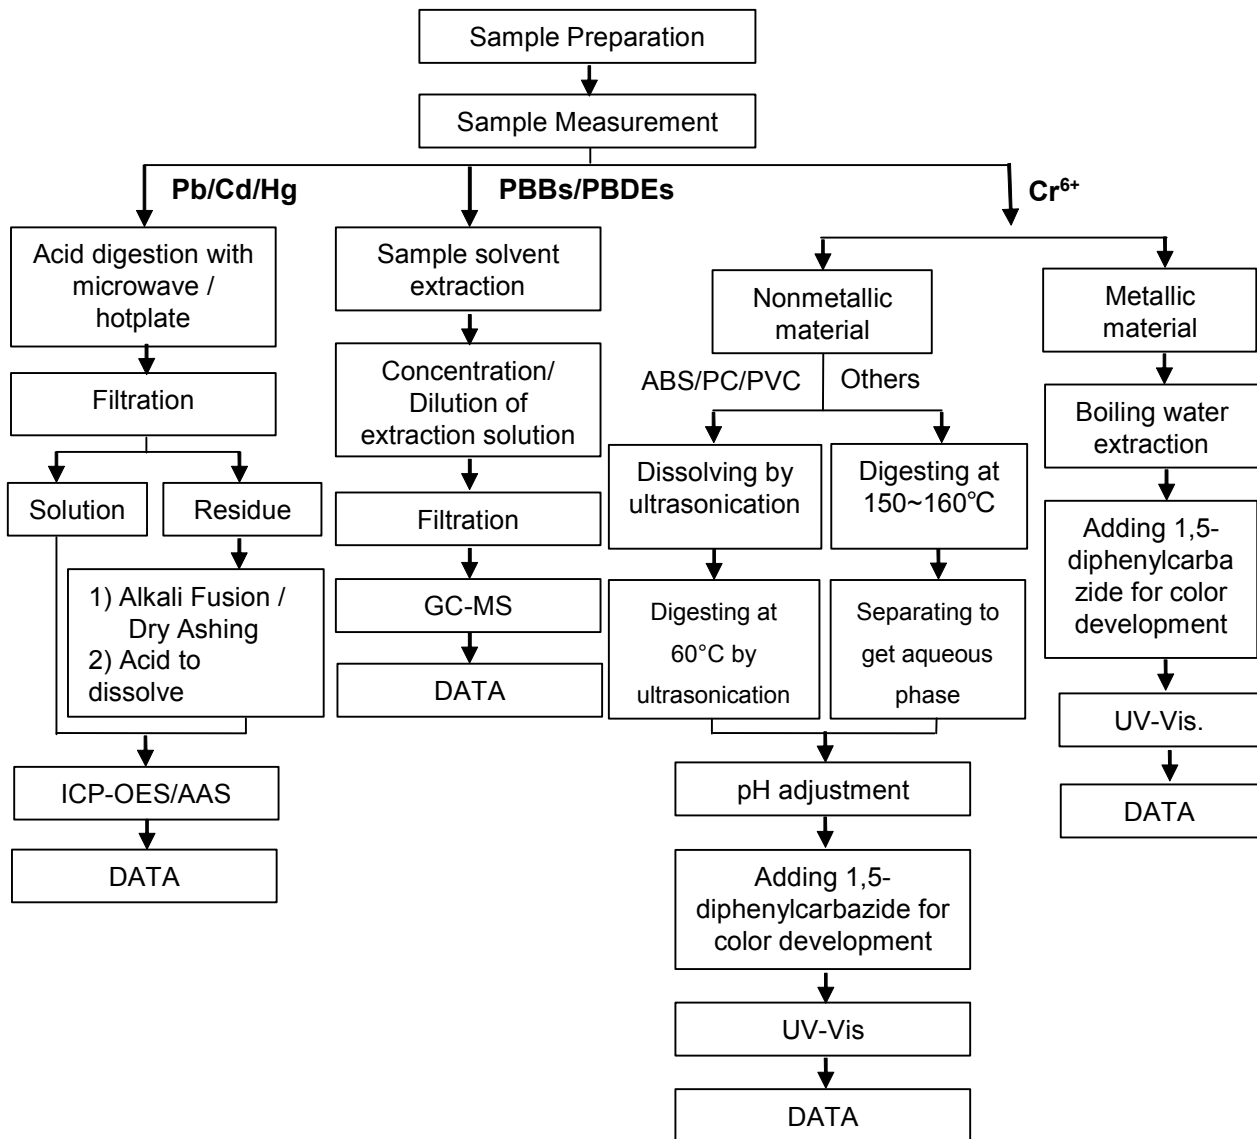 Sample Preparation
Sample Measurement
Pb/Cd/Hg
PBBs/PBDEs
Cr⁶⁺
Acid digestion with
microwave /
hotplate
Filtration
Solution
Residue
1) Alkali Fusion /
Dry Ashing
2) Acid to
dissolve
ICP-OES/AAS
DATA
Sample solvent
extraction
Concentration/
Dilution of
extraction solution
Filtration
GC-MS
DATA
Nonmetallic
material
ABS/PC/PVC
Others
Dissolving by
ultrasonication
Digesting at
60°C by
ultrasonication
Digesting at
150~160℃
Separating to
get aqueous
phase
pH adjustment
Adding 1,5-
diphenylcarbazide for
color development
UV-Vis
DATA
Metallic
material
Boiling water
extraction
Adding 1,5-
diphenylcarba
zide for color
development
UV-Vis.
DATA